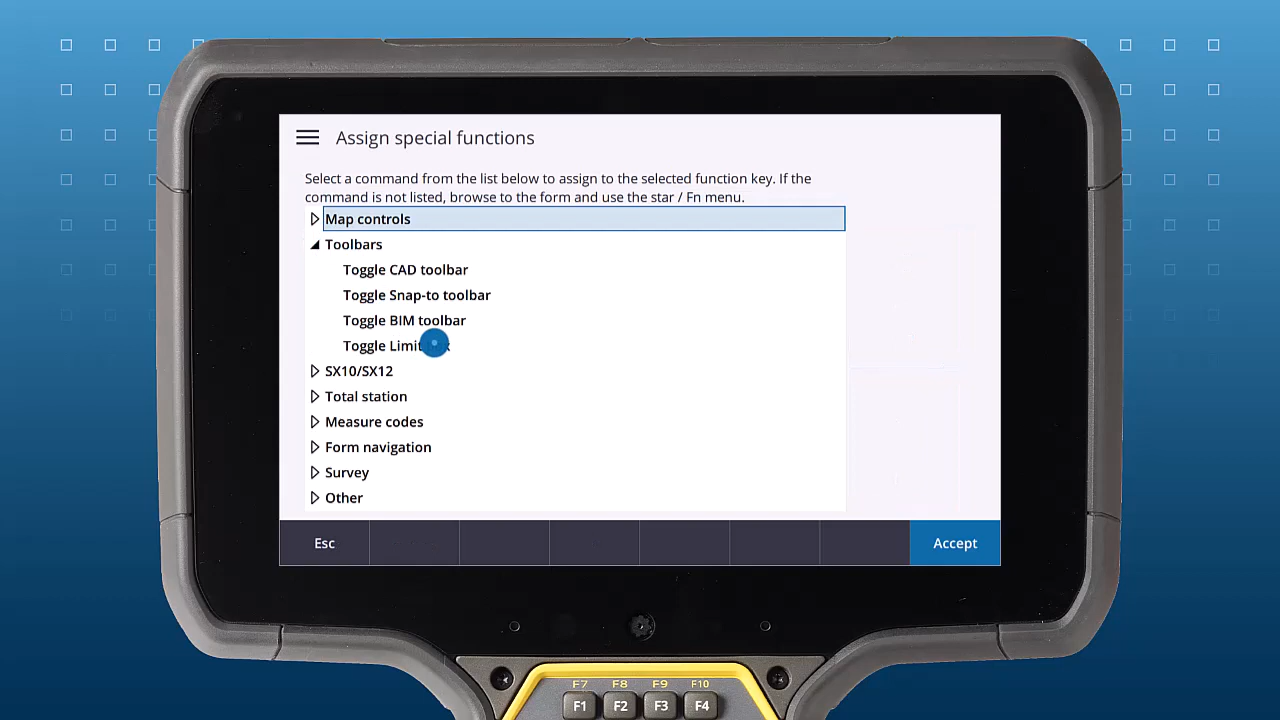 Assign special functions
Select a command from the list below to assign to the selected function key. If the
command is not listed, browse to the form and use the star / Fn menu.
Map controls
Toolbars
Toggle CAD toolbar
Toggle Snap-to toolbar
Toggle BIM toolbar
Toggle
SX10/SX12
Total station
Measure codes
Form navigation
Survey
Other
Esc
Accept
F7 F8 F9 F10
F1 F2 F3 F4